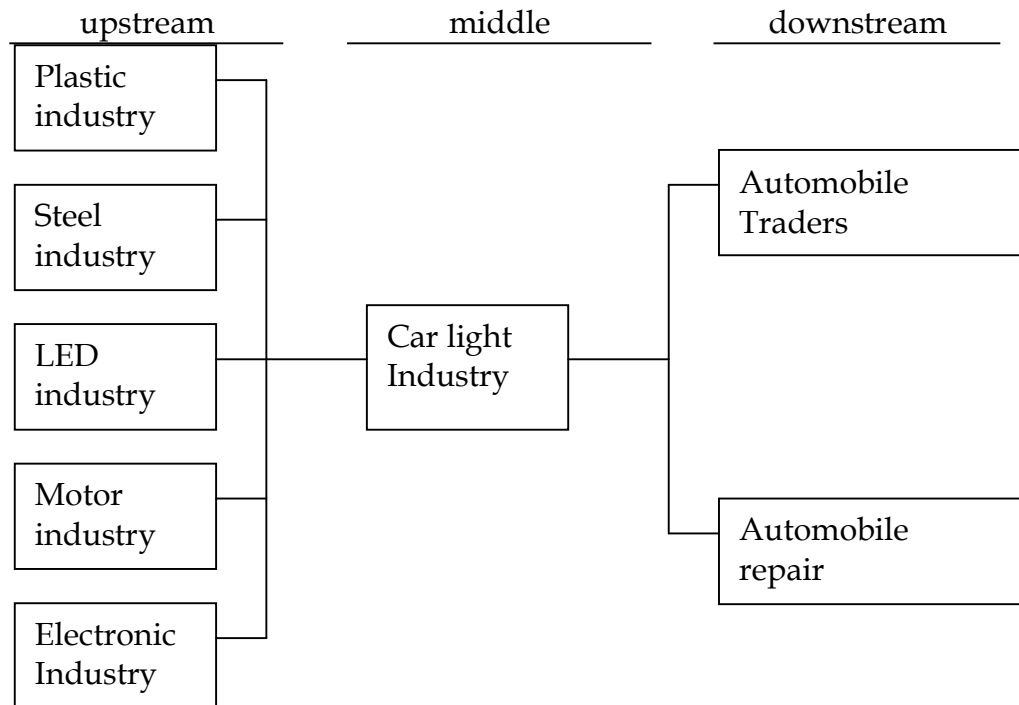 upstream
middle
downstream
Plastic
industry
Steel
industry
LED
industry
Motor
industry
Electronic
Industry
Car light
Industry
Automobile
Traders
Automobile
repair